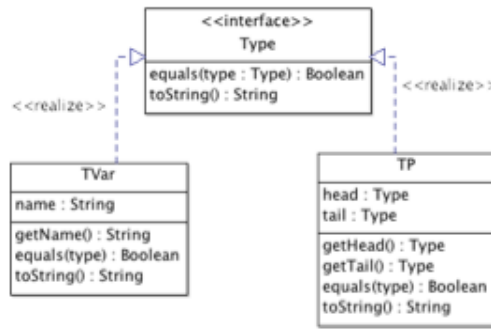 <<interface>>
Type
equals(type : Type) : Boolean
toString() : String
<<realize>>
<<realize>>
TVar
name : String
getName() : String
equals(type) : Boolean
toString() : String
TP
head : Type
tail : Type
getHead() : Type
getTail() : Type
equals(type) : Boolean
toString() : String